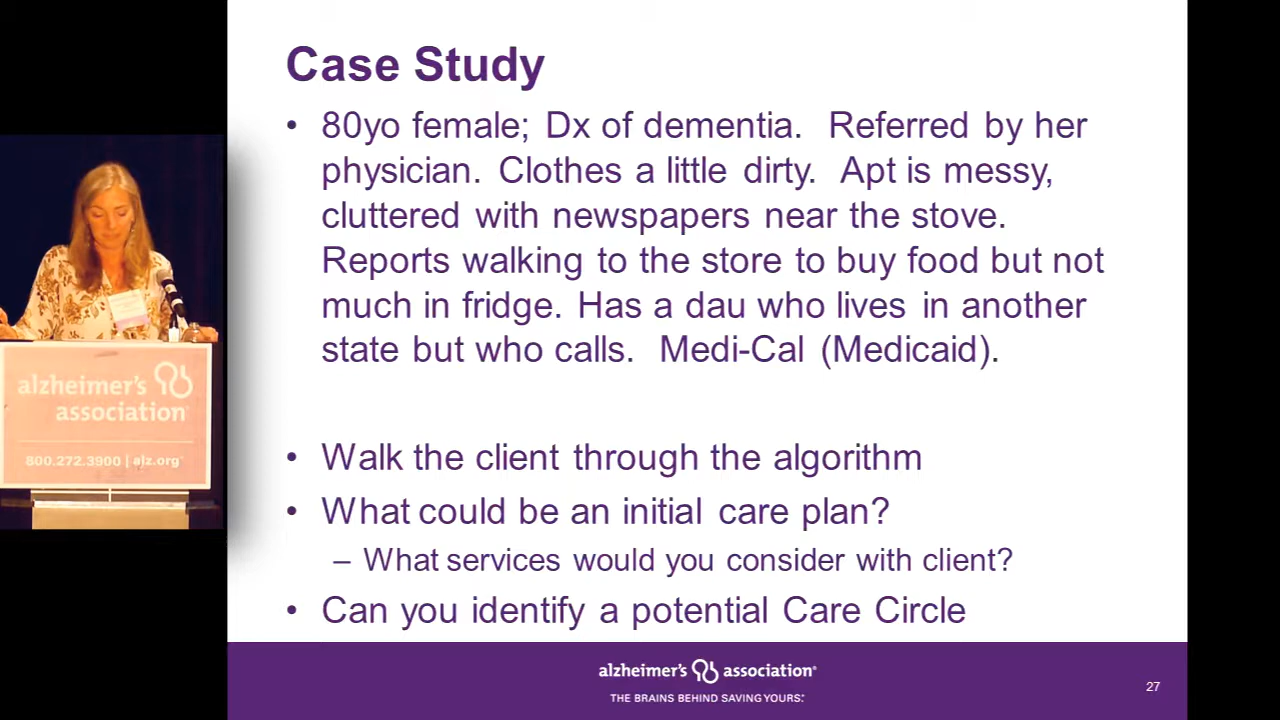 Case Study
• 80yo female; Dx of dementia. Referred by her
physician. Clothes a little dirty. Apt is messy,
cluttered with newspapers near the stove.
Reports walking to the store to buy food but not
much in fridge. Has a dau who lives in another
state but who calls. Medi-Cal (Medicaid).
• Walk the client through the algorithm
• What could be an initial care plan?
– What services would you consider with client?
• Can you identify a potential Care Circle
alzheimer's association®
THE BRAINS BEHIND SAVING YOURS.™
27
alzheimer's
association®
800.272.3900 | alz.org®